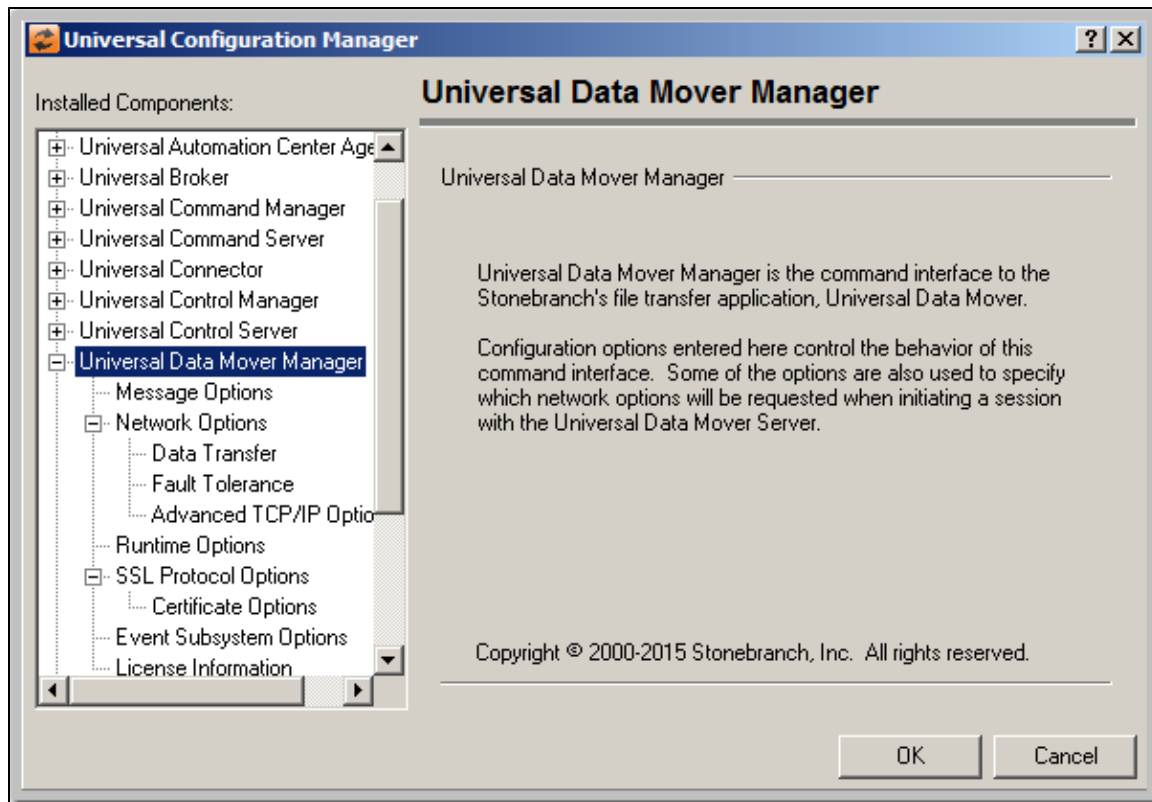 Universal Configuration Manager
Installed Components:
Universal Automation Center Age
Universal Broker
Universal Command Manager
Universal Command Server
Universal Connector
Universal Control Manager
Universal Control Server
Universal Data Mover Manager
Message Options
Network Options
Data Transfer
Fault Tolerance
Advanced TCP/IP Optio
Runtime Options
SSL Protocol Options
Certificate Options
Event Subsystem Options
License Information
Universal Data Mover Manager
Universal Data Mover Manager
Universal Data Mover Manager is the command interface to the
Stonebranch's file transfer application, Universal Data Mover.
Configuration options entered here control the behavior of this
command interface.  Some of the options are also used to specify
which network options will be requested when initiating a session
with the Universal Data Mover Server.
Copyright © 2000-2015 Stonebranch, Inc.  All rights reserved.
OK
Cancel